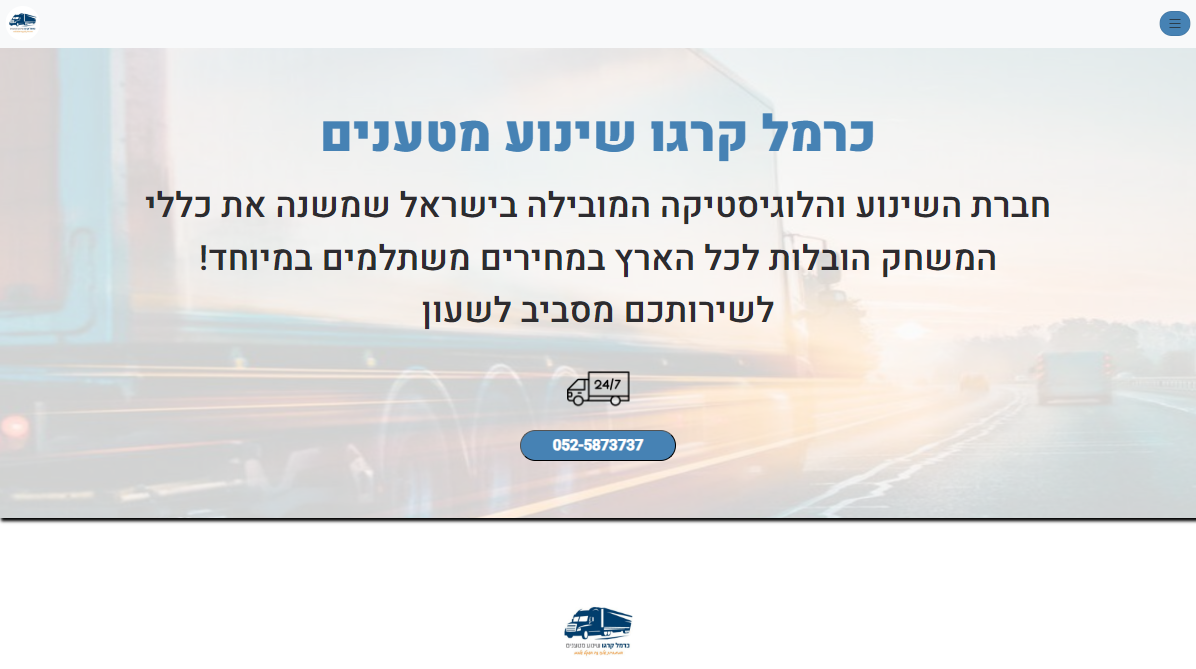 כרמל קרגו שינוע מטענים
חברת השינוע והלוגיסטיקה המובילה בישראל שמשנה את כללי
המשחק הובלות לכל הארץ במחירים משתלמים במיוחד!
לשירותכם מסביב לשעון
24/7
052-5873737
כרמל קרגו שינוע מטענים